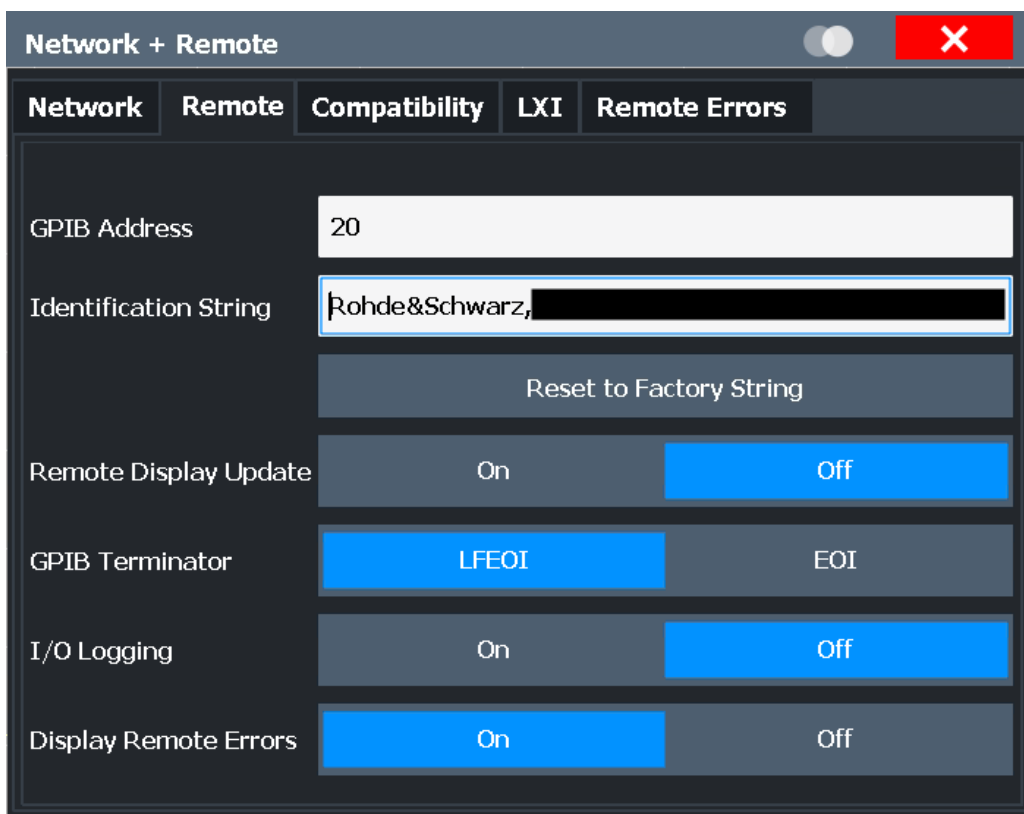 Network + Remote
Network Remote Compatibility LXI Remote Errors
GPIB Address 20
Identification String Rohde&Schwarz,
Reset to Factory String
Remote Display Update On Off
GPIB Terminator LFEOI EOI
I/O Logging On Off
Display Remote Errors On Off